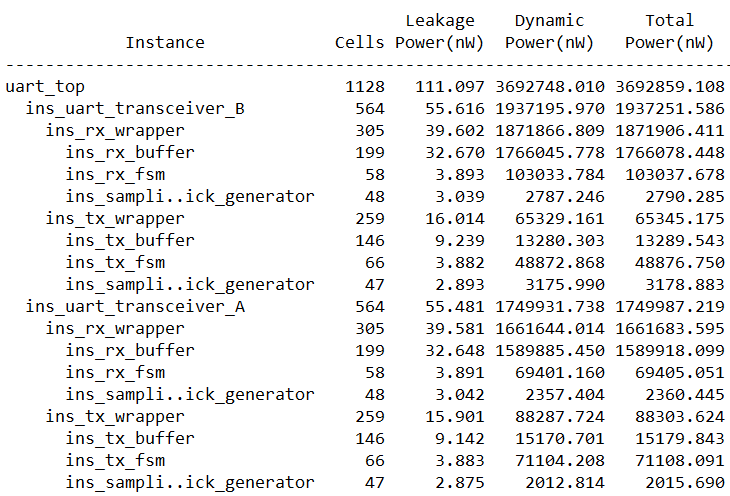 Leakage Dynamic Total
Instance Cells Power(nW) Power(nW) Power(nW)
--------------------------------------------------------------------
uart_top 1128 111.097 3692748.010 3692859.108
ins_uart_transceiver_B 564 55.616 1937195.970 1937251.586
ins_rx_wrapper 305 39.602 1871866.809 1871906.411
ins_rx_buffer 199 32.670 1766045.778 1766078.448
ins_rx_fsm 58 3.893 103033.784 103037.678
ins_sampli..ick_generator 48 3.039 2787.246 2790.285
ins_tx_wrapper 259 16.014 65329.161 65345.175
ins_tx_buffer 146 9.239 13280.303 13289.543
ins_tx_fsm 66 3.882 48872.868 48876.750
ins_sampli..ick_generator 47 2.893 3175.990 3178.883
ins_uart_transceiver_A 564 55.481 1749931.738 1749987.219
ins_rx_wrapper 305 39.581 1661644.014 1661683.595
ins_rx_buffer 199 32.648 1589885.450 1589918.099
ins_rx_fsm 58 3.891 69401.160 69405.051
ins_sampli..ick_generator 48 3.042 2357.404 2360.445
ins_tx_wrapper 259 15.901 88287.724 88303.624
ins_tx_buffer 146 9.142 15170.701 15179.843
ins_tx_fsm 66 3.883 71104.208 71108.091
ins_sampli..ick_generator 47 2.875 2012.814 2015.690